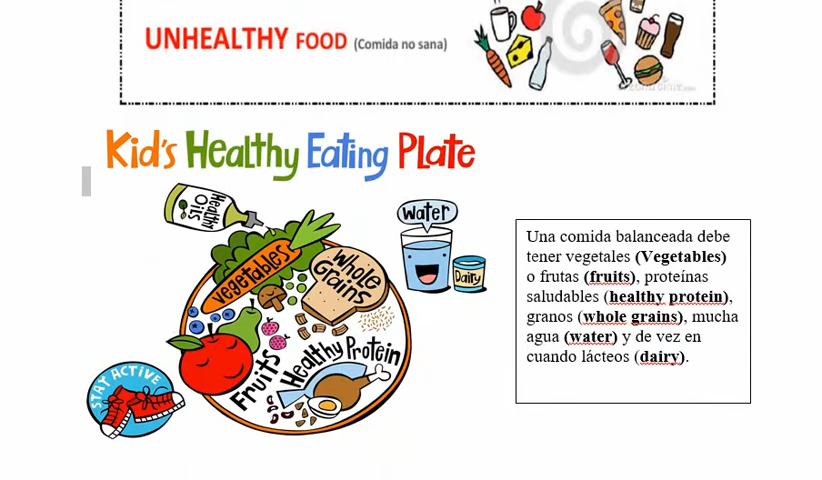 UNHEALTHY FOOD (Comida no sana)
Kid's Healthy Eating Plate
Healthy Oils
Water
Dairy
vegetables
Whole Grains
Fruits
Healthy Protein
STAY ACTIVE
Una comida balanceada debe
tener vegetales (Vegetables)
o frutas (fruits), proteínas
saludables (healthy protein),
granos (whole grains), mucha
agua (water) y de vez en
cuando lácteos (dairy).